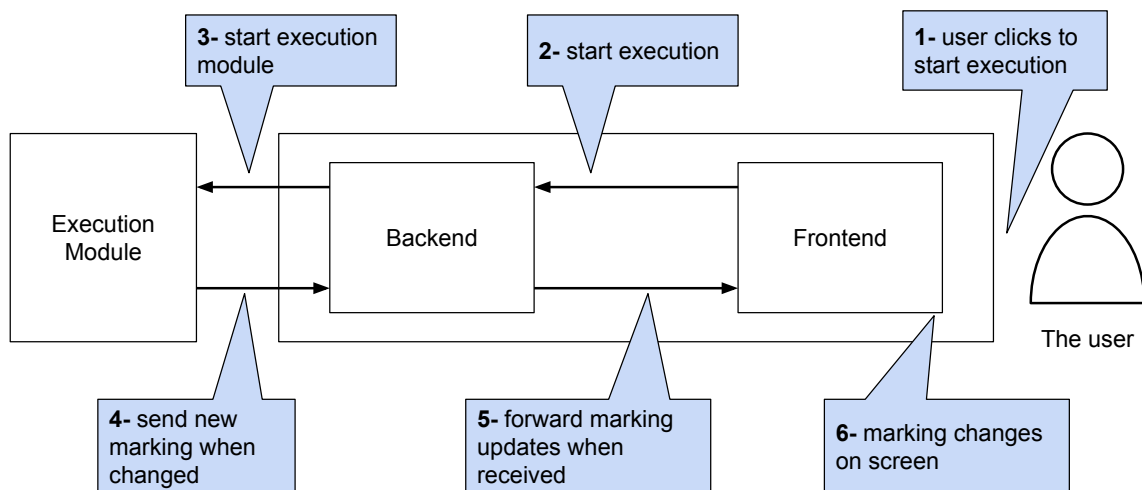 3- start execution
module
2- start execution
1- user clicks to
start execution
Execution
Module
Backend
Frontend
The user
4- send new
marking when
changed
5- forward marking
updates when
received
6- marking changes
on screen